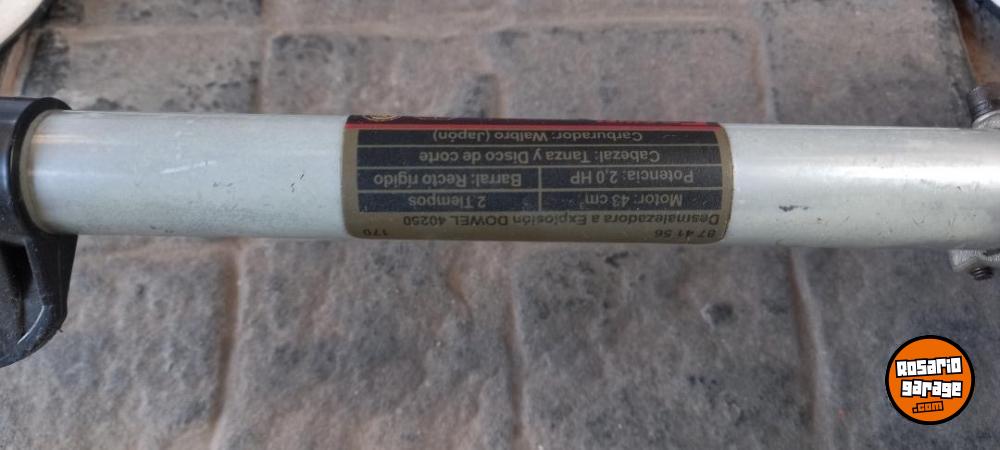 87 41 56 170
Desmalezadora a Explosión DOWEL 40250
Motor: 43 cm³ 2 Tiempos
Potencia: 2.0 HP Barral: Recto rígido
Cabezal: Tanza y Disco de corte
Carburador: Walbro (Japón)
Rosario
garage
.com